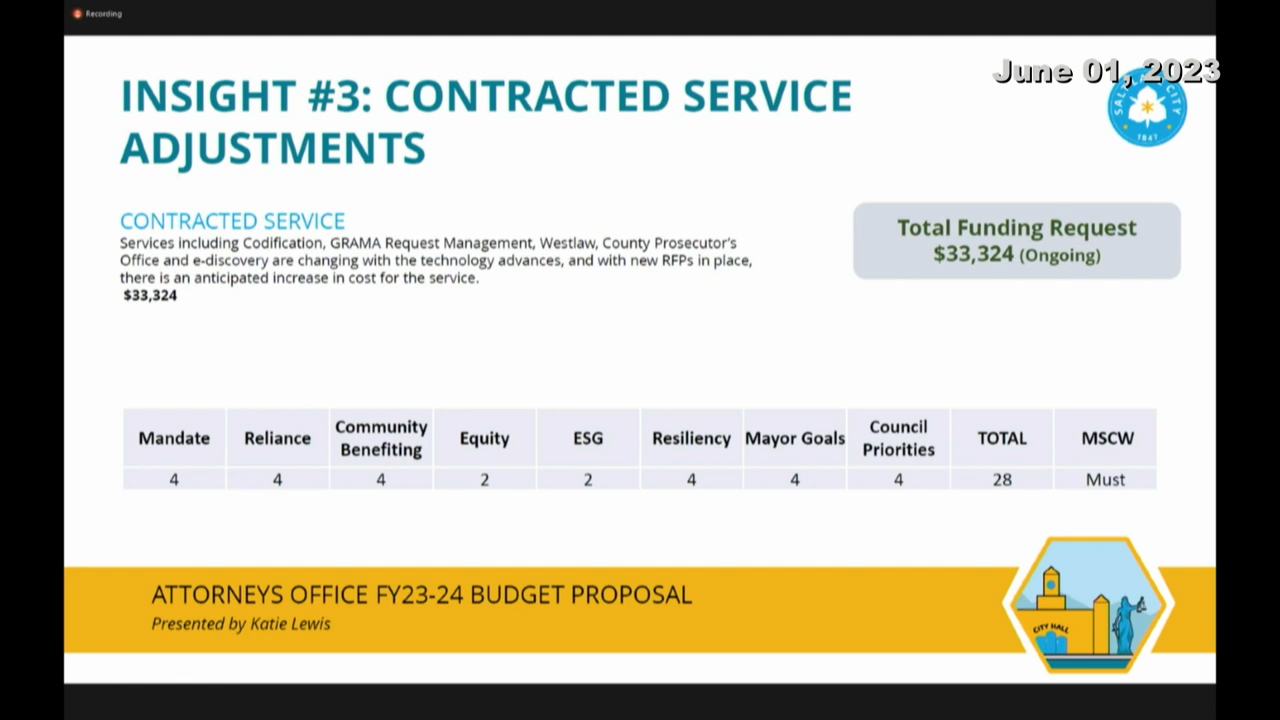 Recording
June 01, 2023
INSIGHT #3: CONTRACTED SERVICE
ADJUSTMENTS
SALT LAKE CITY
1847
CONTRACTED SERVICE
Services including Codification, GRAMA Request Management, Westlaw, County Prosecutor's
Office and e-discovery are changing with the technology advances, and with new RFPs in place,
there is an anticipated increase in cost for the service.
$33,324
Total Funding Request
$33,324 (Ongoing)
Mandate Reliance Community Benefiting Equity ESG Resiliency Mayor Goals Council Priorities TOTAL MSCW
4 4 4 2 2 4 4 4 28 Must
ATTORNEYS OFFICE FY23-24 BUDGET PROPOSAL
Presented by Katie Lewis
CITY HALL